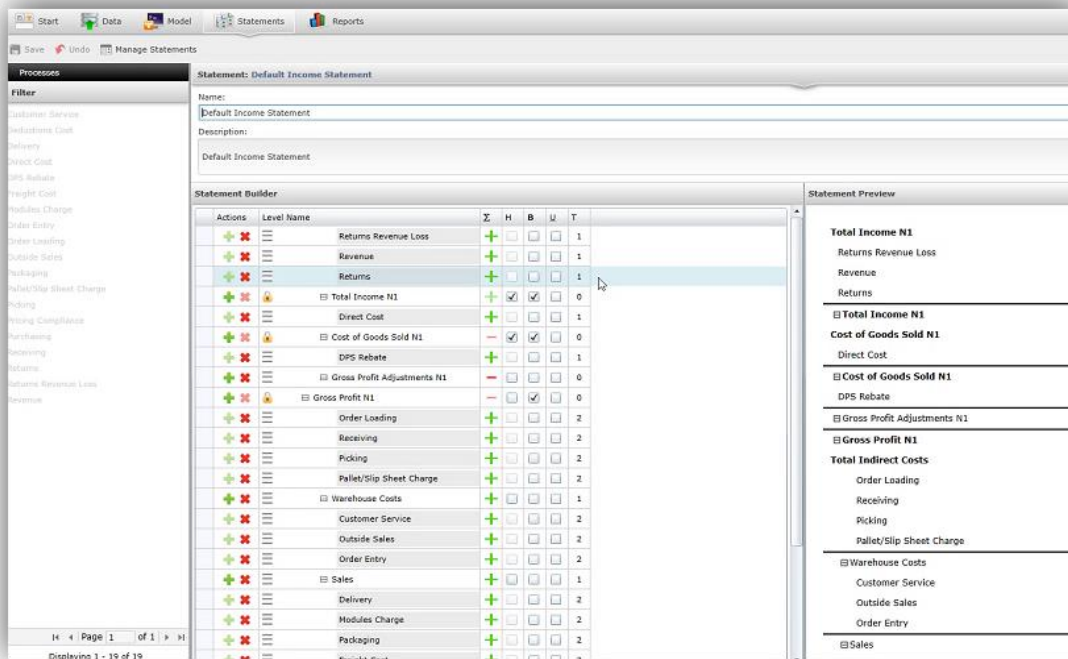 Start Data Model Statements Reports
Save Undo Manage Statements
Processes
Filter
Customer Service
Deductions Cost
Delivery
Direct Cost
DPS Rebate
Freight Cost
Modules Charge
Order Entry
Order Loading
Outside Sales
Packaging
Pallet/Slip Sheet Charge
Picking
Pricing Compliance
Purchasing
Receiving
Returns
Returns Revenue Loss
Revenue
Page 1 of 1
Displaying 1 - 19 of 19
Statement: Default Income Statement
Name:
Default Income Statement
Description:
Default Income Statement
Statement Builder
Actions Level Name Σ H B U T
Returns Revenue Loss 1
Revenue 1
Returns 1
Total Income N1 0
Direct Cost 1
Cost of Goods Sold N1 0
DPS Rebate 1
Gross Profit Adjustments N1 0
Gross Profit N1 0
Order Loading 2
Receiving 2
Picking 2
Pallet/Slip Sheet Charge 2
Warehouse Costs 1
Customer Service 2
Outside Sales 2
Order Entry 2
Sales 1
Delivery 2
Modules Charge 2
Packaging 2
Freight Cost 2
Statement Preview
Total Income N1
Returns Revenue Loss
Revenue
Returns
Total Income N1
Cost of Goods Sold N1
Direct Cost
Cost of Goods Sold N1
DPS Rebate
Gross Profit Adjustments N1
Gross Profit N1
Total Indirect Costs
Order Loading
Receiving
Picking
Pallet/Slip Sheet Charge
Warehouse Costs
Customer Service
Outside Sales
Order Entry
Sales